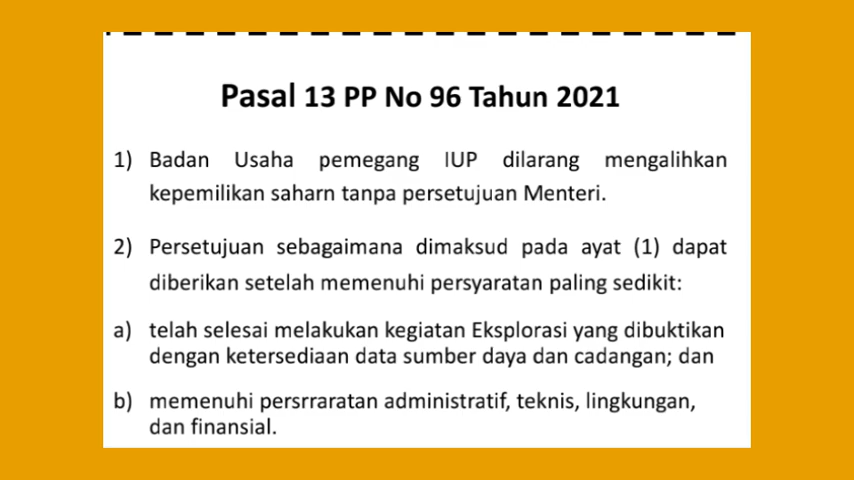 Pasal 13 PP No 96 Tahun 2021
1) Badan Usaha pemegang IUP dilarang mengalihkan
kepemilikan saharn tanpa persetujuan Menteri.
2) Persetujuan sebagaimana dimaksud pada ayat (1) dapat
diberikan setelah memenuhi persyaratan paling sedikit:
a) telah selesai melakukan kegiatan Eksplorasi yang dibuktikan
dengan ketersediaan data sumber daya dan cadangan; dan
b) memenuhi persrraratan administratif, teknis, lingkungan,
dan finansial.